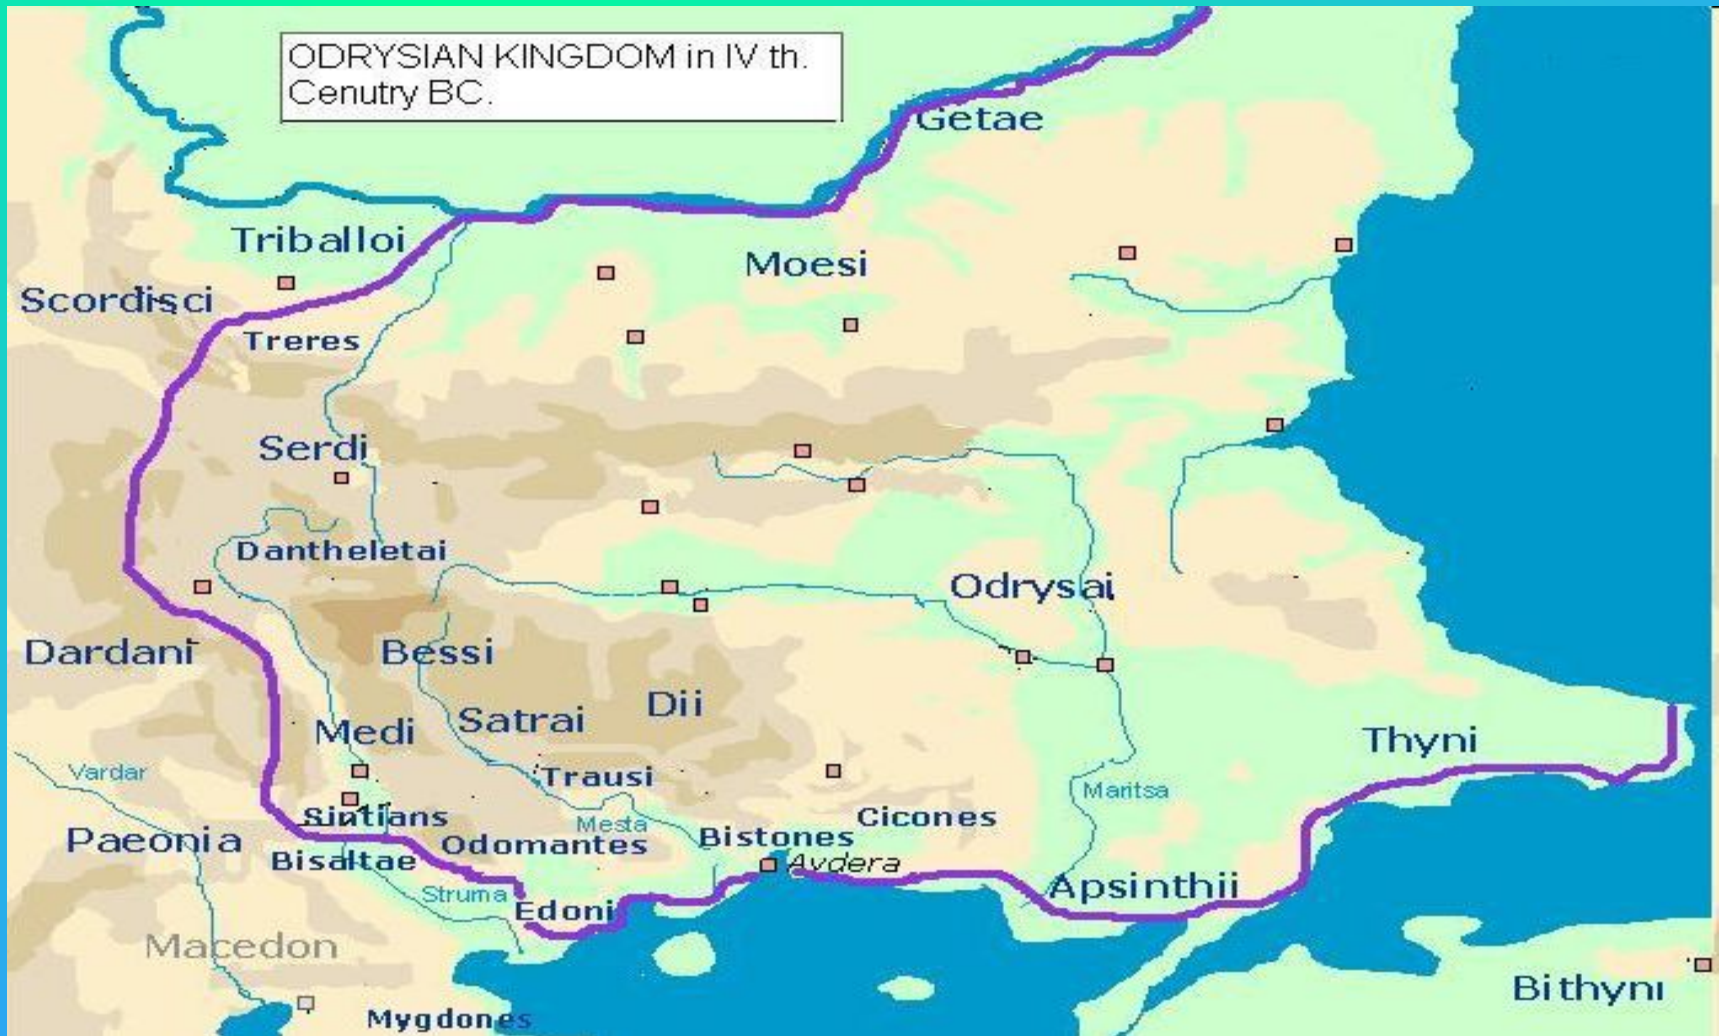 ODRYSIAN KINGDOM in IV th.
Cenutry BC.
Getae
Triballoi
Moesi
Scordisci
Treres
Serdi
Dantheletai
Odrysai
Dardani
Bessi
Dii
Satrai
Medi
Thyni
Vardar
Trausi
Maritsa
Sintians
Mesta
Cicones
Paeonia
Odomantes
Bistones
Bisaltae
Avdera
Struma
Apsinthii
Edoni
Macedon
Bithyni
Mygdones